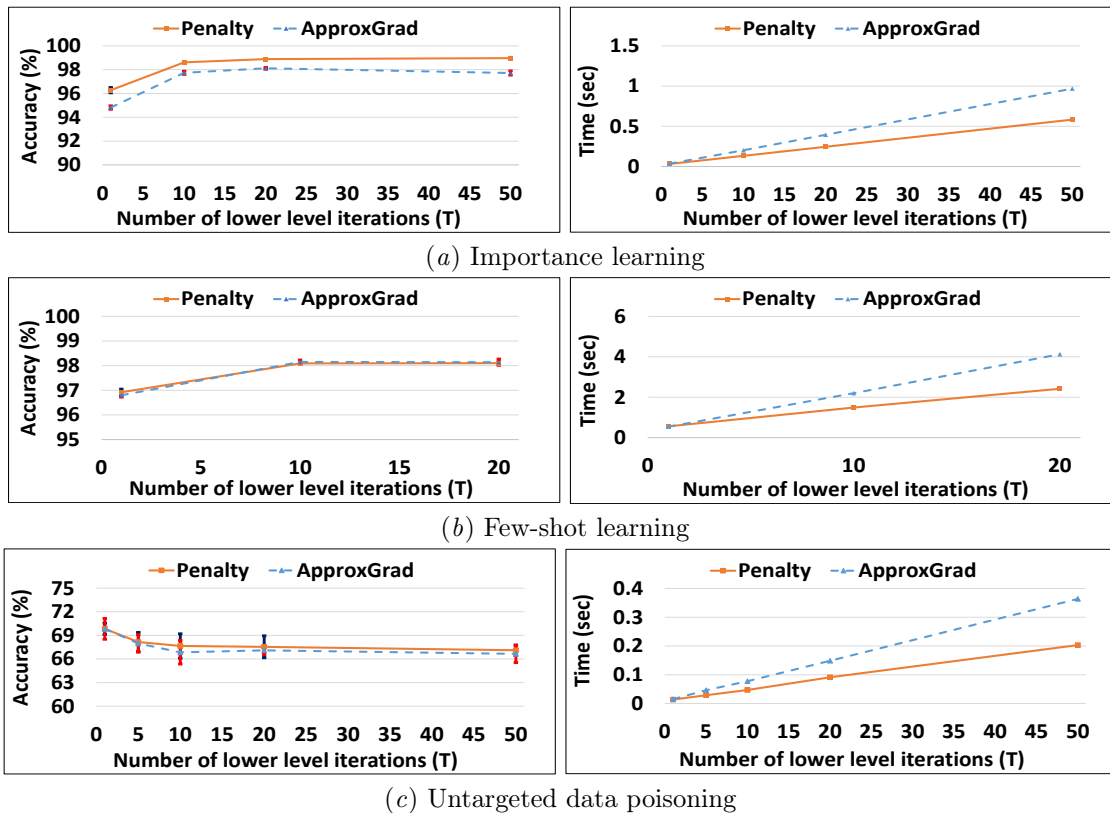 Penalty ApproxGrad
Accuracy (%)
100
98
96
94
92
90
0 5 10 15 20 25 30 35 40 45 50
Number of lower level iterations (T)
Penalty ApproxGrad
Time (sec)
1.5
1
0.5
0
0 5 10 15 20 25 30 35 40 45 50
Number of lower level iterations (T)
(a) Importance learning
Penalty ApproxGrad
Accuracy (%)
100
99
98
97
96
95
0 5 10 15 20
Number of lower level iterations (T)
Penalty ApproxGrad
Time (sec)
6
4
2
0
0 10 20
Number of lower level iterations (T)
(b) Few-shot learning
Penalty ApproxGrad
Accuracy (%)
75
72
69
66
63
60
0 5 10 15 20 25 30 35 40 45 50
Number of lower level iterations (T)
Penalty ApproxGrad
Time (sec)
0.4
0.3
0.2
0.1
0
0 5 10 15 20 25 30 35 40 45 50
Number of lower level iterations (T)
(c) Untargeted data poisoning